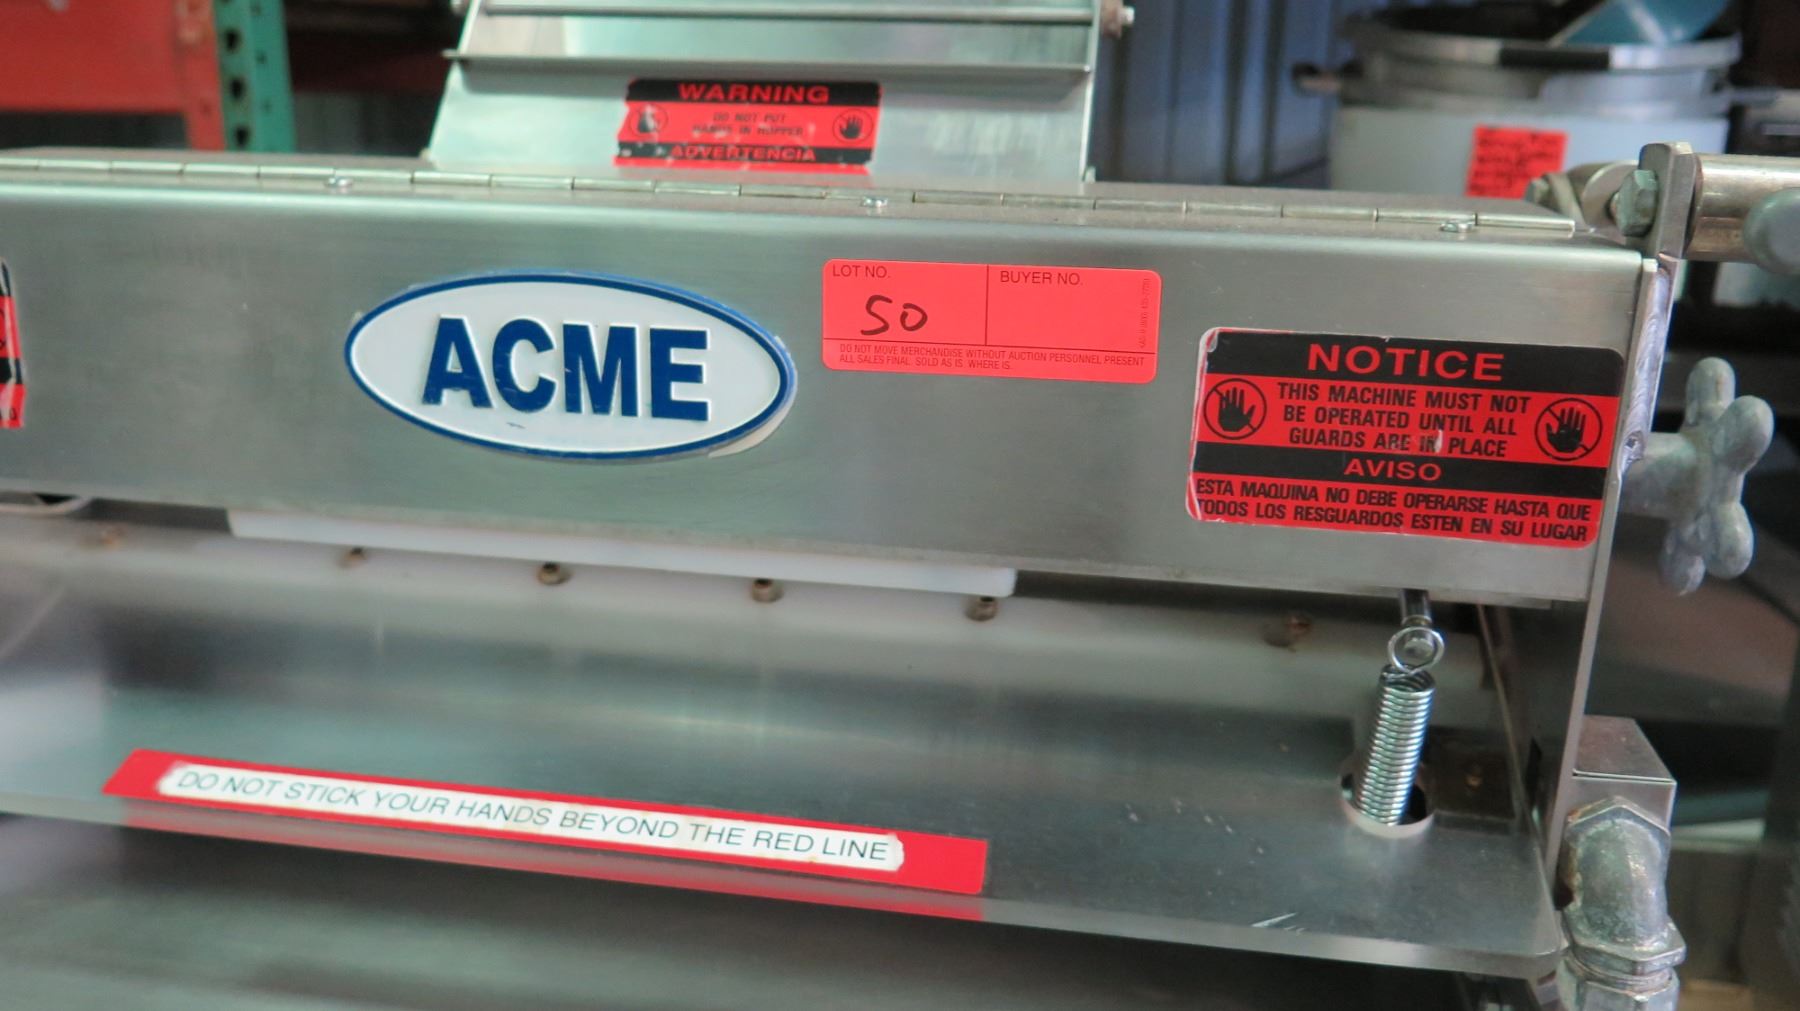 WARNING
DO NOT PUT
HANDS IN HOPPER
ADVERTENCIA
ACME
LOT NO.
50
BUYER NO.
DO NOT MOVE MERCHANDISE WITHOUT AUCTION PERSONNEL PRESENT
ALL SALES FINAL. SOLD AS IS WHERE IS.
NOTICE
THIS MACHINE MUST NOT
BE OPERATED UNTIL ALL
GUARDS ARE IN PLACE
AVISO
ESTA MAQUINA NO DEBE OPERARSE HASTA QUE
TODOS LOS RESGUARDOS ESTEN EN SU LUGAR
DO NOT STICK YOUR HANDS BEYOND THE RED LINE